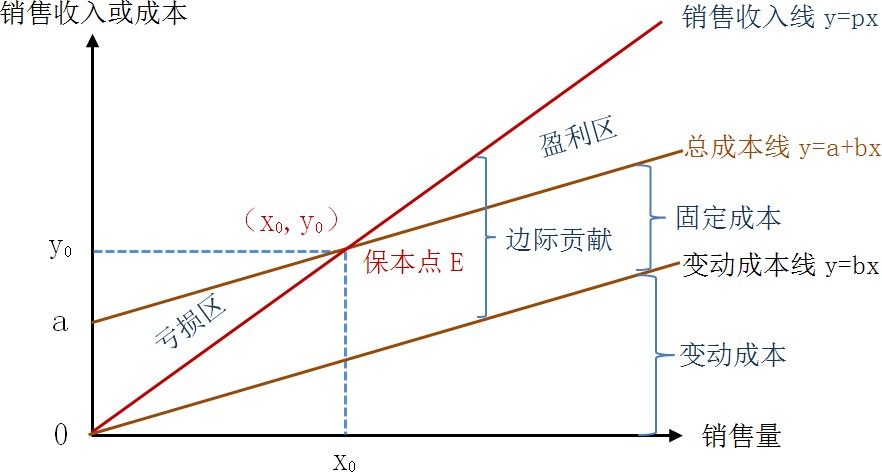 销售收入或成本
销售收入线 y=px
盈利区
总成本线 y=a+bx
（x₀, y₀）
固定成本
边际贡献
y₀
保本点 E
变动成本线 y=bx
亏损区
a
变动成本
0
销售量
x₀